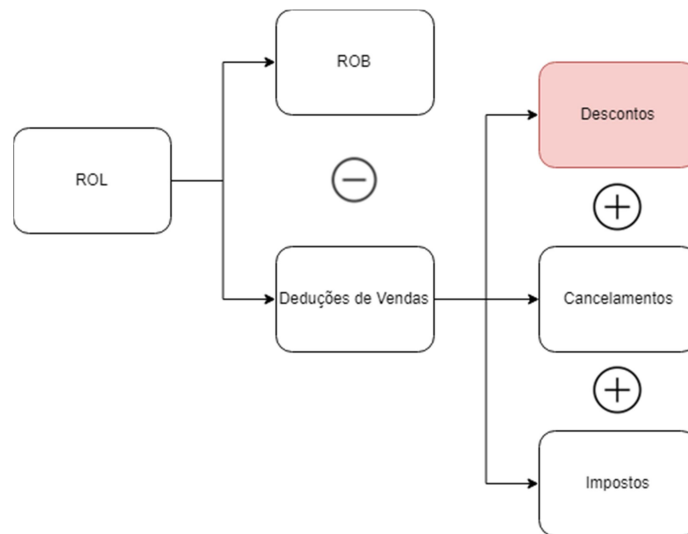 ROB
Descontos
ROL
Deduções de Vendas
Cancelamentos
Impostos